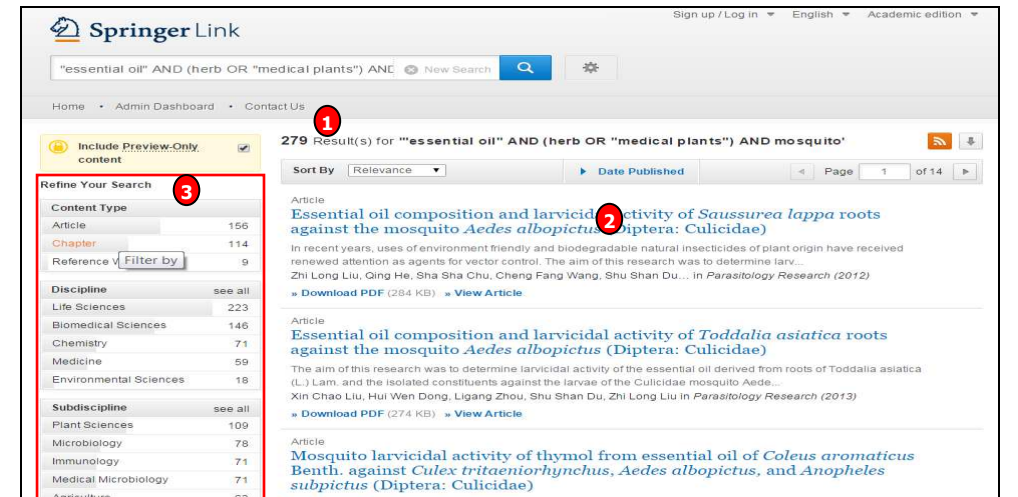 Sign up / Log in English Academic edition
Springer Link
"essential oil" AND (herb OR "medical plants") AND New Search
Home • Admin Dashboard • Contact Us
1
279 Result(s) for '"essential oil" AND (herb OR "medical plants") AND mosquito'
Include Preview-Only
content
Sort By Relevance Date Published Page 1 of 14
Refine Your Search
3
Content Type
Article 156
Chapter 114
Reference 9
Filter by
Discipline see all
Life Sciences 223
Biomedical Sciences 146
Chemistry 71
Medicine 59
Environmental Sciences 18
Subdiscipline see all
Plant Sciences 109
Microbiology 78
Immunology 71
Medical Microbiology 71
Agriculture
Article
Essential oil composition and larvicidal activity of Saussurea lappa roots
2
against the mosquito Aedes albopictus (Diptera: Culicidae)
In recent years, uses of environment friendly and biodegradable natural insecticides of plant origin have received
renewed attention as agents for vector control. The aim of this research was to determine larv...
Zhi Long Liu, Qing He, Sha Sha Chu, Cheng Fang Wang, Shu Shan Du... in Parasitology Research (2012)
» Download PDF (284 KB) » View Article
Article
Essential oil composition and larvicidal activity of Toddalia asiatica roots
against the mosquito Aedes albopictus (Diptera: Culicidae)
The aim of this research was to determine larvicidal activity of the essential oil derived from roots of Toddalia asiatica
(L.) Lam. and the isolated constituents against the larvae of the Culicidae mosquito Aede...
Xin Chao Liu, Hui Wen Dong, Ligang Zhou, Shu Shan Du, Zhi Long Liu in Parasitology Research (2013)
» Download PDF (274 KB) » View Article
Article
Mosquito larvicidal activity of thymol from essential oil of Coleus aromaticus
Benth. against Culex tritaeniorhynchus, Aedes albopictus, and Anopheles
subpictus (Diptera: Culicidae)